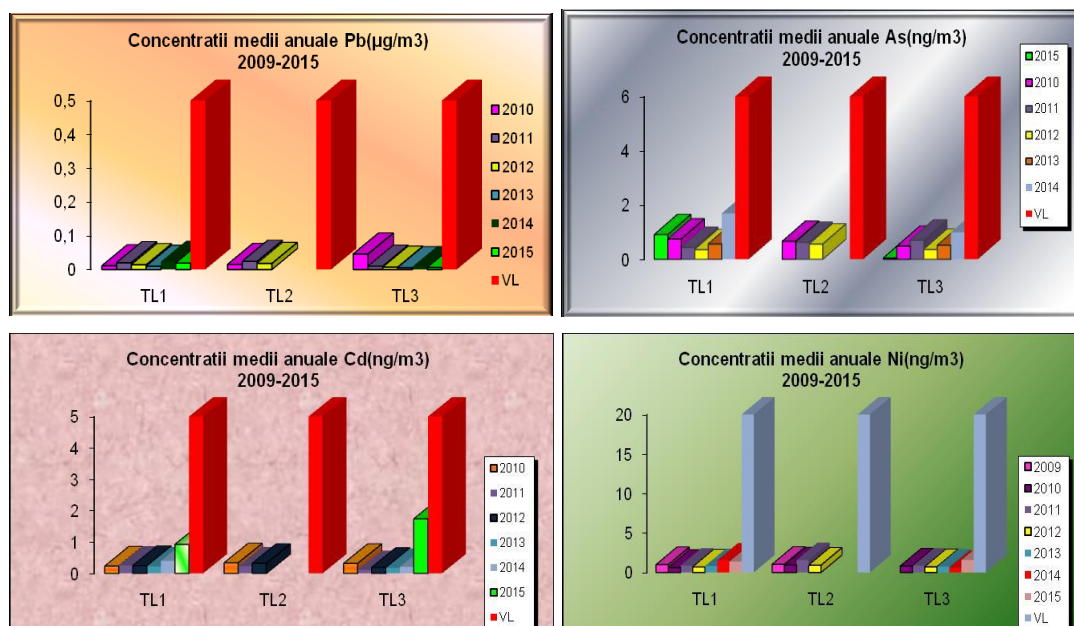 Concentratii medii anuale Pb(µg/m3)
2009-2015
0,5
0,4
0,3
0,2
0,1
0
TL1
TL2
TL3
2010
2011
2012
2013
2014
2015
VL
Concentratii medii anuale As(ng/m3)
2009-2015
6
4
2
0
TL1
TL2
TL3
2015
2010
2011
2012
2013
2014
VL
Concentratii medii anuale Cd(ng/m3)
2009-2015
5
4
3
2
1
0
TL1
TL2
TL3
2010
2011
2012
2013
2014
2015
VL
Concentratii medii anuale Ni(ng/m3)
2009-2015
20
15
10
5
0
TL1
TL2
TL3
2009
2010
2011
2012
2013
2014
2015
VL